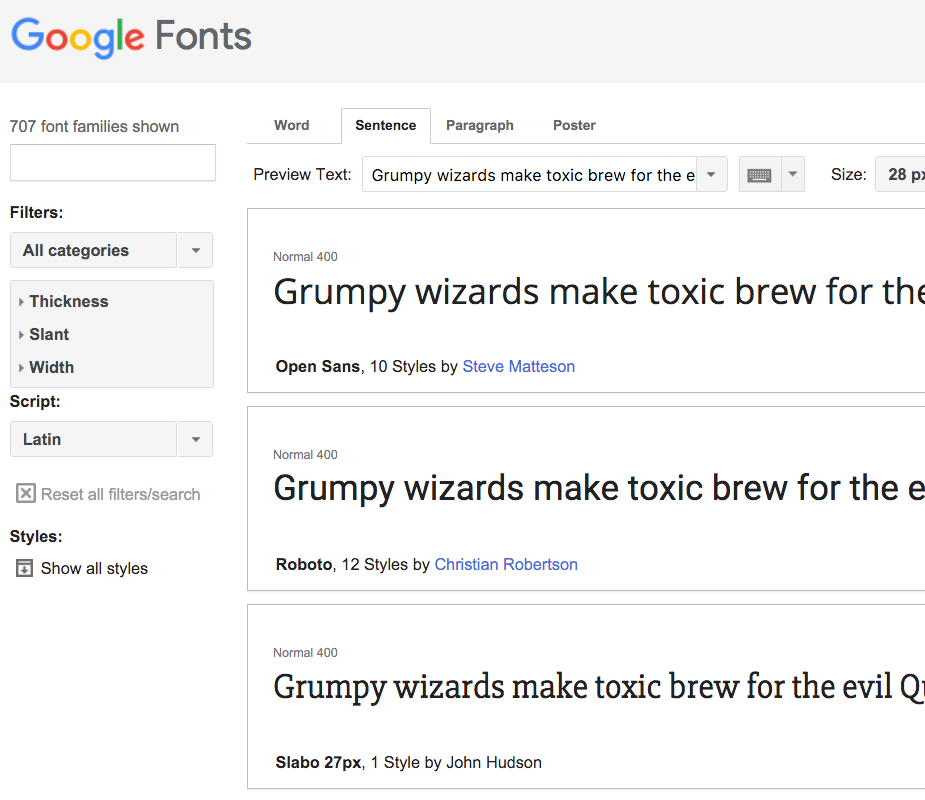 Google Fonts
707 font families shown
Filters:
All categories
Thickness
Slant
Width
Script:
Latin
Reset all filters/search
Styles:
Show all styles
Word Sentence Paragraph Poster
Preview Text: Grumpy wizards make toxic brew for the e Size: 28 px
Normal 400
Grumpy wizards make toxic brew for the
Open Sans, 10 Styles by Steve Matteson
Normal 400
Grumpy wizards make toxic brew for the e
Roboto, 12 Styles by Christian Robertson
Normal 400
Grumpy wizards make toxic brew for the evil Qu
Slabo 27px, 1 Style by John Hudson